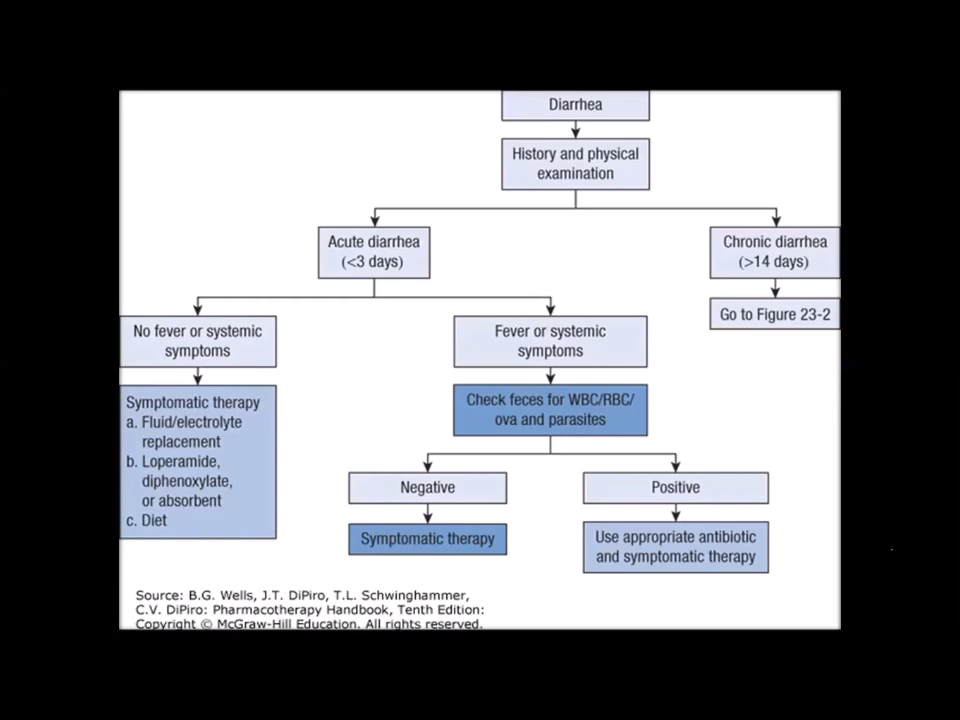 Diarrhea
History and physical
examination
Acute diarrhea
(<3 days)
Chronic diarrhea
(>14 days)
Go to Figure 23-2
No fever or systemic
symptoms
Fever or systemic
symptoms
Symptomatic therapy
a. Fluid/electrolyte
replacement
b. Loperamide,
diphenoxylate,
or absorbent
c. Diet
Check feces for WBC/RBC/
ova and parasites
Negative
Positive
Symptomatic therapy
Use appropriate antibiotic
and symptomatic therapy
Source: B.G. Wells, J.T. DiPiro, T.L. Schwinghammer,
C.V. DiPiro: Pharmacotherapy Handbook, Tenth Edition:
Copyright © McGraw-Hill Education. All rights reserved.